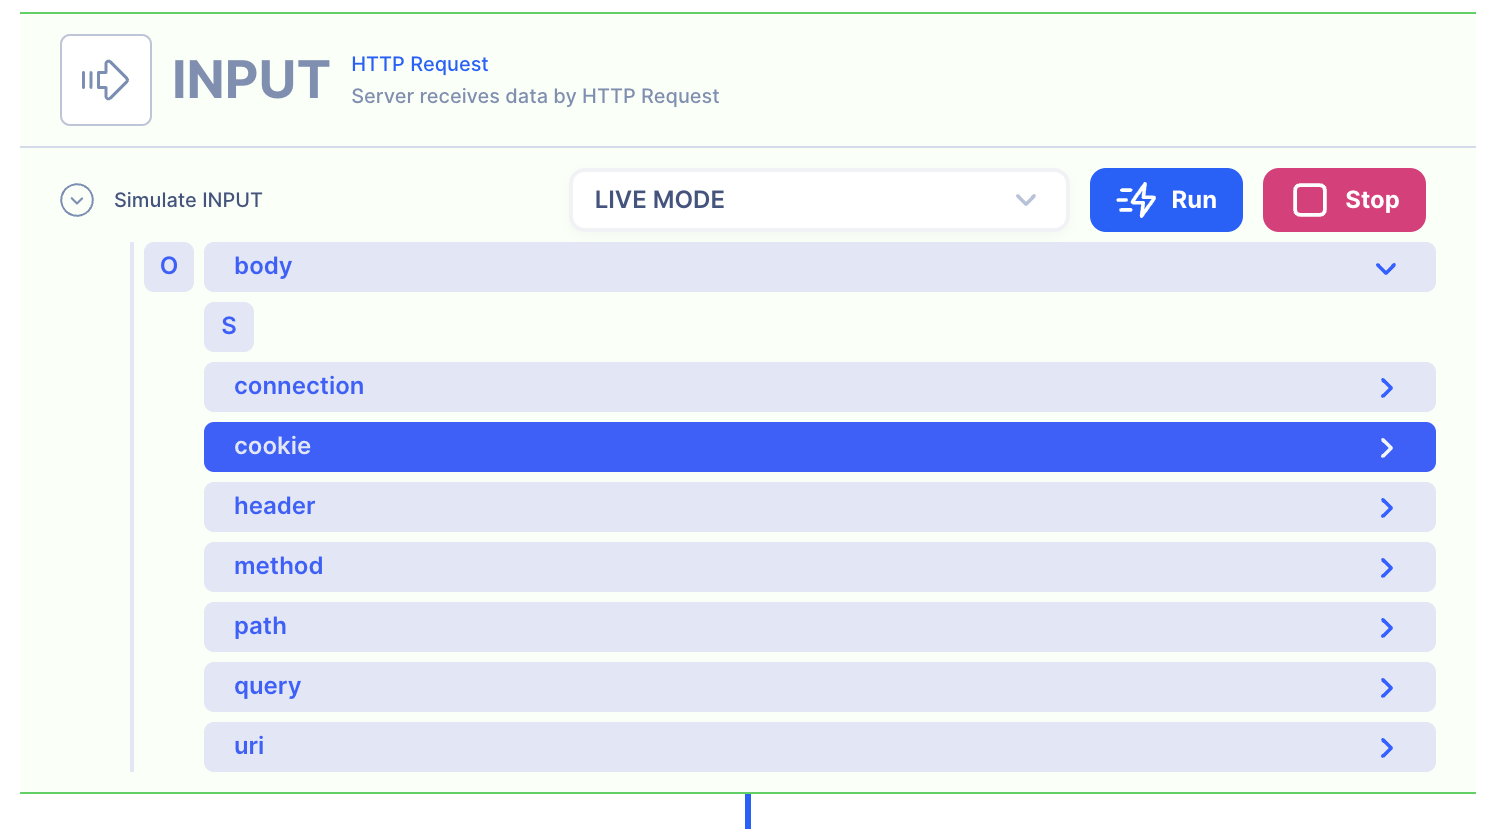 INPUT
HTTP Request
Server receives data by HTTP Request
Simulate INPUT
LIVE MODE
Run
Stop
O
body
S
connection
cookie
header
method
path
query
uri